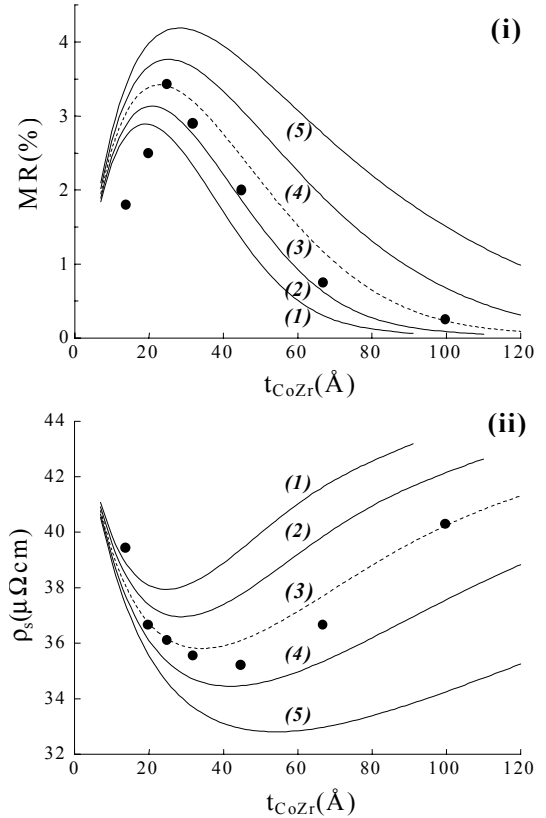 (i)
4
3
2
1
0
MR(%)
(5)
(4)
(3)
(2)
(1)
0 20 40 60 80 100 120
t_CoZr(Å)
(ii)
44
42
40
38
36
34
32
ρ_s(μΩcm)
(1)
(2)
(3)
(4)
(5)
0 20 40 60 80 100 120
t_CoZr(Å)